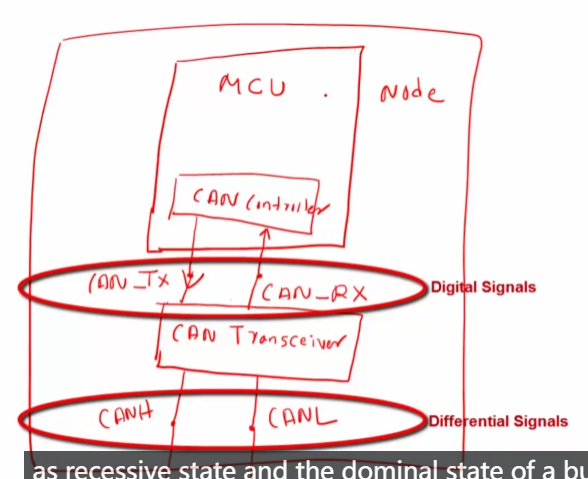 MCU
Node
CAN Controller
CAN_Tx
CAN_RX
Digital Signals
CAN Transceiver
CANH
CANL
Differential Signals
as recessive state and the dominal state of a bu